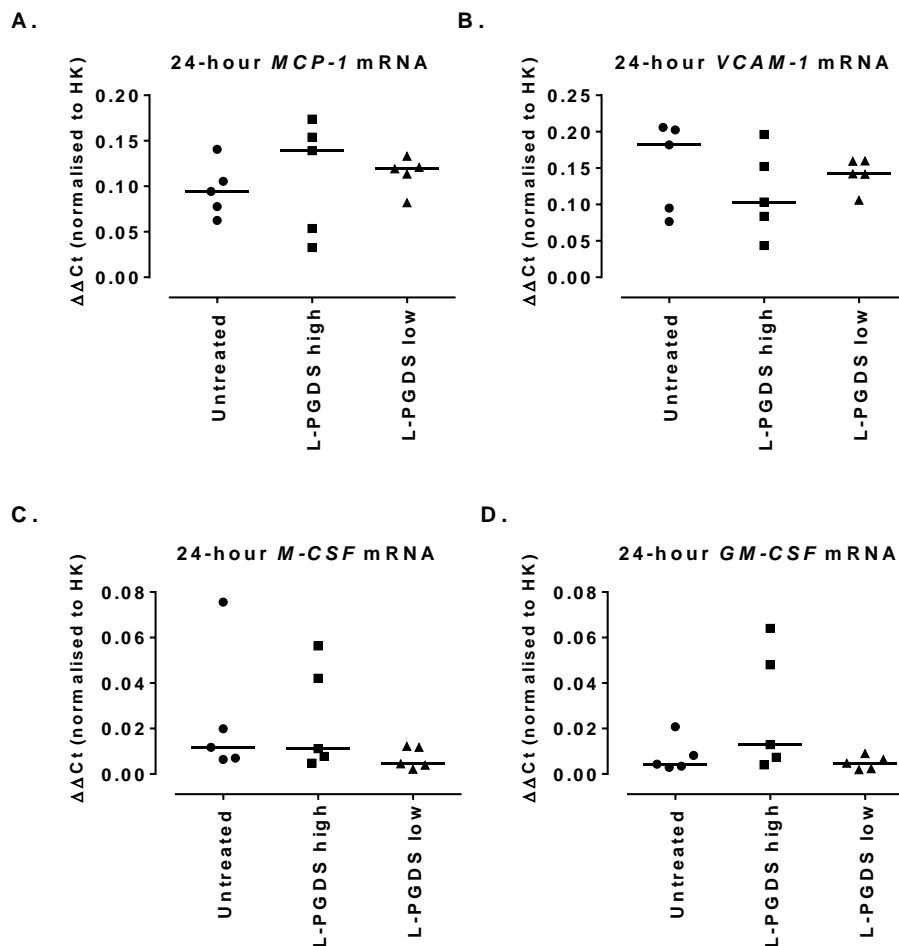 A.
24-hour MCP-1 mRNA
ΔΔCt (normalised to HK)
0.20
0.15
0.10
0.05
0.00
Untreated
L-PGDS high
L-PGDS low
B.
24-hour VCAM-1 mRNA
ΔΔCt (normalised to HK)
0.25
0.20
0.15
0.10
0.05
0.00
Untreated
L-PGDS high
L-PGDS low
C.
24-hour M-CSF mRNA
ΔΔCt (normalised to HK)
0.08
0.06
0.04
0.02
0.00
Untreated
L-PGDS high
L-PGDS low
D.
24-hour GM-CSF mRNA
ΔΔCt (normalised to HK)
0.08
0.06
0.04
0.02
0.00
Untreated
L-PGDS high
L-PGDS low